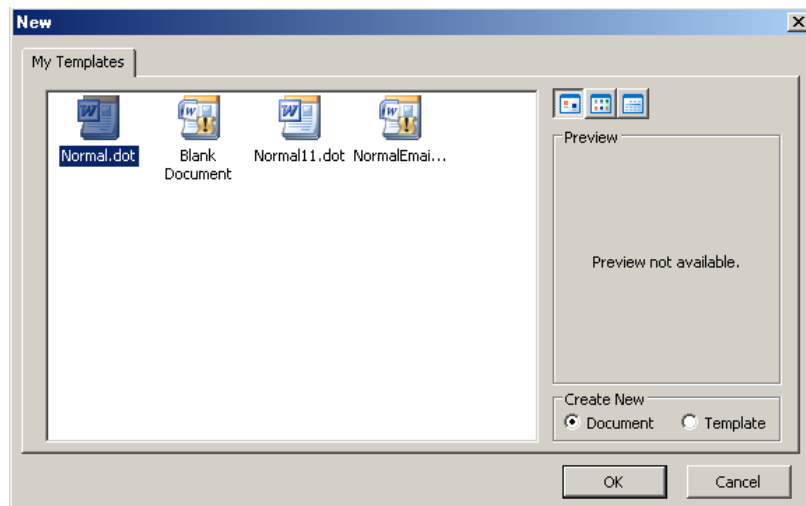 New
My Templates
Normal.dot
Blank
Document
Normal11.dot
NormalEmai...
Preview
Preview not available.
Create New
Document
Template
OK
Cancel